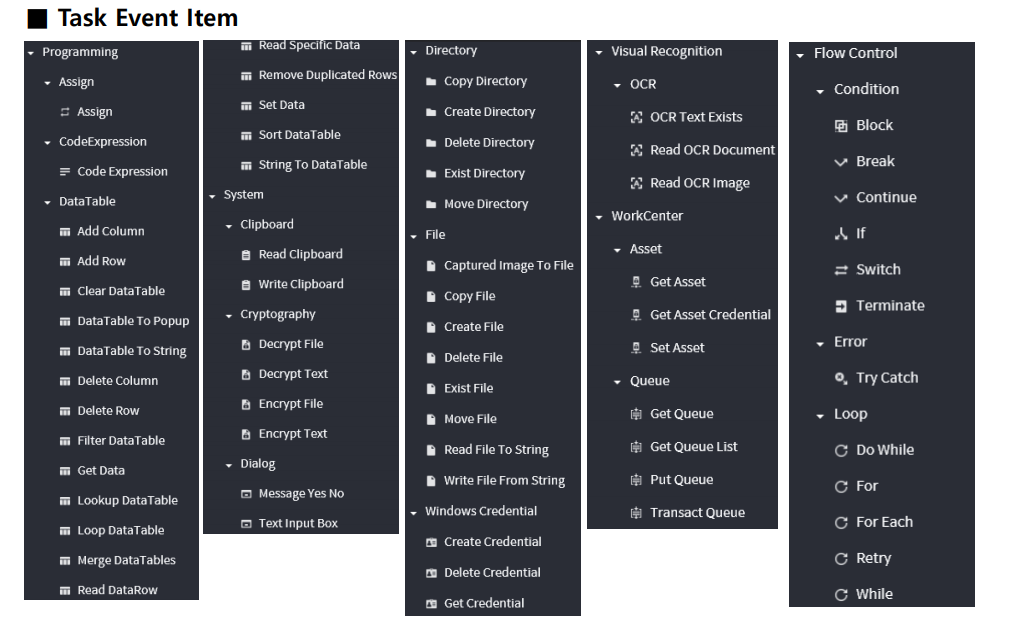 ■ Task Event Item
Programming
Assign
Assign
CodeExpression
Code Expression
DataTable
Add Column
Add Row
Clear DataTable
DataTable To Popup
DataTable To String
Delete Column
Delete Row
Filter DataTable
Get Data
Lookup DataTable
Loop DataTable
Merge DataTables
Read DataRow
Read Specific Data
Remove Duplicated Rows
Set Data
Sort DataTable
String To DataTable
System
Clipboard
Read Clipboard
Write Clipboard
Cryptography
Decrypt File
Decrypt Text
Encrypt File
Encrypt Text
Dialog
Message Yes No
Text Input Box
Directory
Copy Directory
Create Directory
Delete Directory
Exist Directory
Move Directory
File
Captured Image To File
Copy File
Create File
Delete File
Exist File
Move File
Read File To String
Write File From String
Windows Credential
Create Credential
Delete Credential
Get Credential
Visual Recognition
OCR
OCR Text Exists
Read OCR Document
Read OCR Image
WorkCenter
Asset
Get Asset
Get Asset Credential
Set Asset
Queue
Get Queue
Get Queue List
Put Queue
Transact Queue
Flow Control
Condition
Block
Break
Continue
If
Switch
Terminate
Error
Try Catch
Loop
Do While
For
For Each
Retry
While